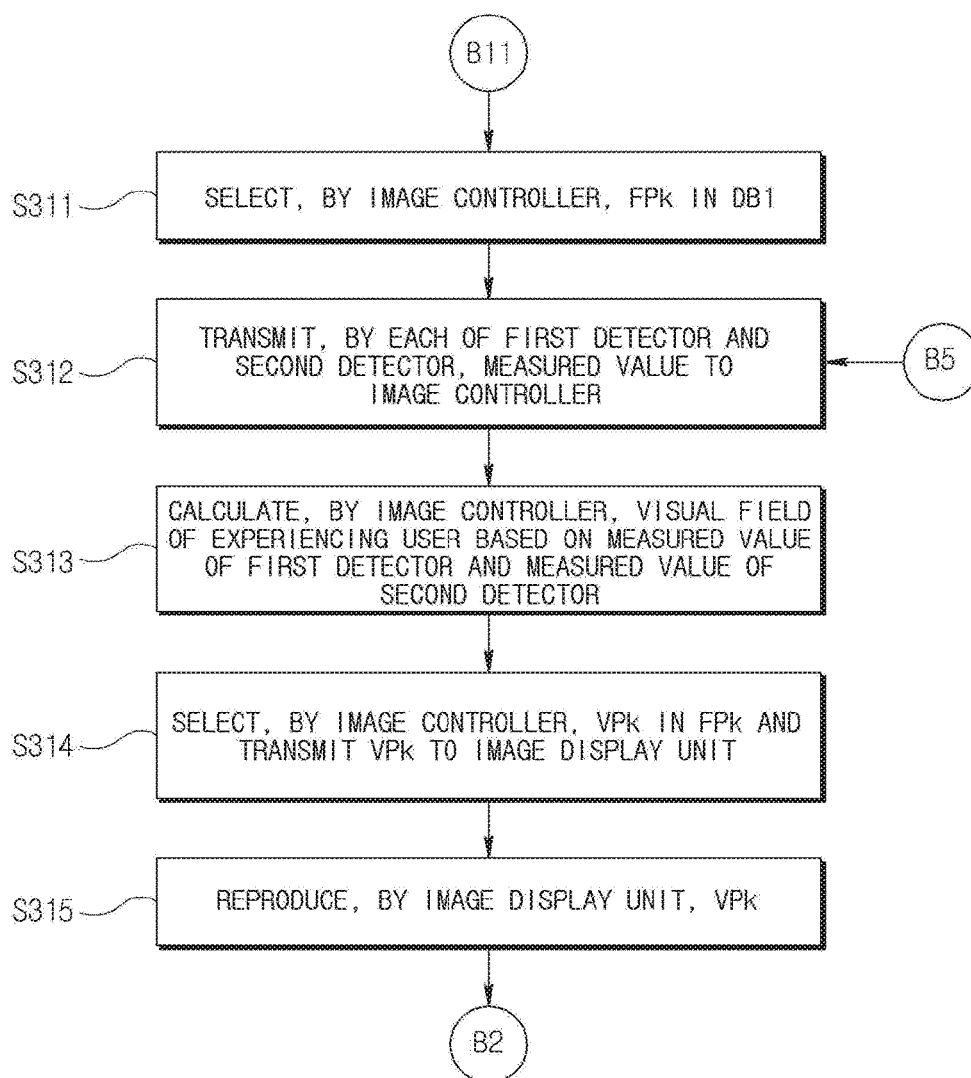 B11
S311
SELECT, BY IMAGE CONTROLLER, FPk IN DB1
S312
TRANSMIT, BY EACH OF FIRST DETECTOR AND
SECOND DETECTOR, MEASURED VALUE TO
IMAGE CONTROLLER
B5
S313
CALCULATE, BY IMAGE CONTROLLER, VISUAL FIELD
OF EXPERIENCING USER BASED ON MEASURED VALUE
OF FIRST DETECTOR AND MEASURED VALUE OF
SECOND DETECTOR
S314
SELECT, BY IMAGE CONTROLLER, VPk IN FPk AND
TRANSMIT VPk TO IMAGE DISPLAY UNIT
S315
REPRODUCE, BY IMAGE DISPLAY UNIT, VPk
B2